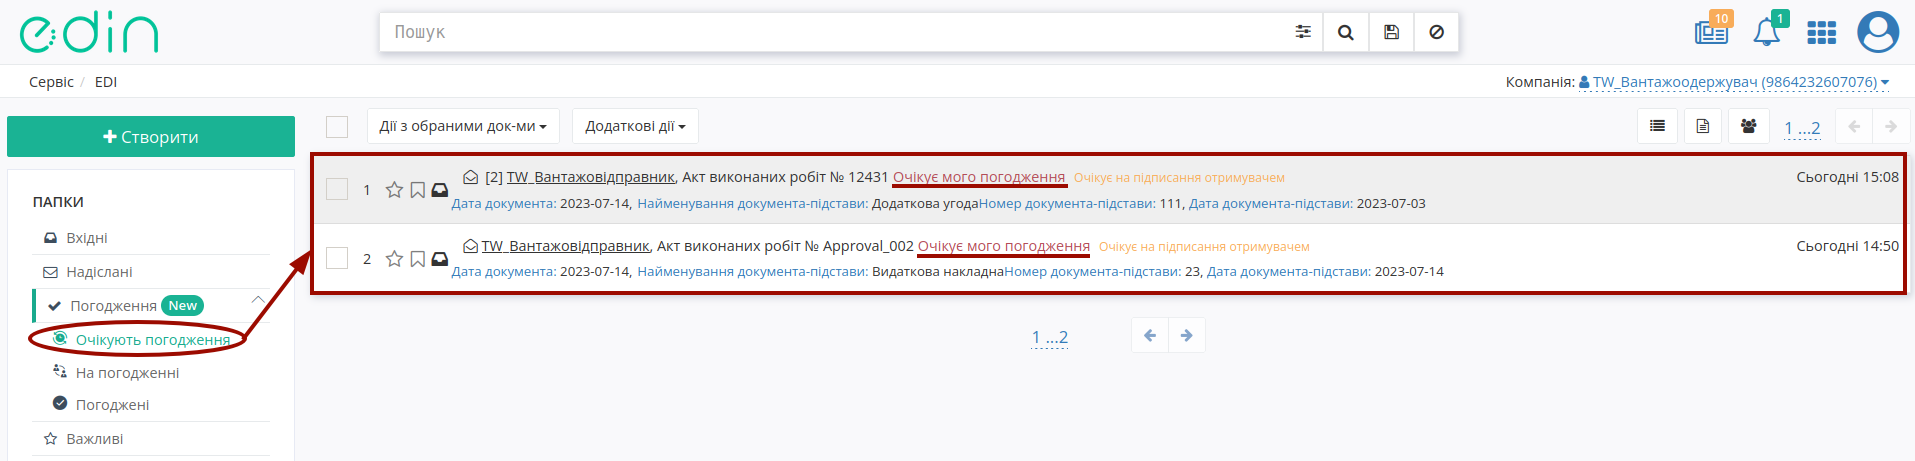 edin
Пошук
10
1
Сервіс / EDI
Компанія: TW_Вантажоодержувач (9864232607076)
Створити
Дії з обраними док-ми
Додаткові дії
1 ...2
ПАПКИ
Вхідні
Надіслані
Погодження New
Очікують погодження
На погодженні
Погоджені
Важливі
1 [2] TW_Вантажовідправник, Акт виконаних робіт № 12431 Очікує мого погодження Очікує на підписання отримувачем Сьогодні 15:08
Дата документа: 2023-07-14, Найменування документа-підстави: Додаткова угодаНомер документа-підстави: 111, Дата документа-підстави: 2023-07-03
2 TW_Вантажовідправник, Акт виконаних робіт № Approval_002 Очікує мого погодження Очікує на підписання отримувачем Сьогодні 14:50
Дата документа: 2023-07-14, Найменування документа-підстави: Видаткова накладнаНомер документа-підстави: 23, Дата документа-підстави: 2023-07-14
1 ...2